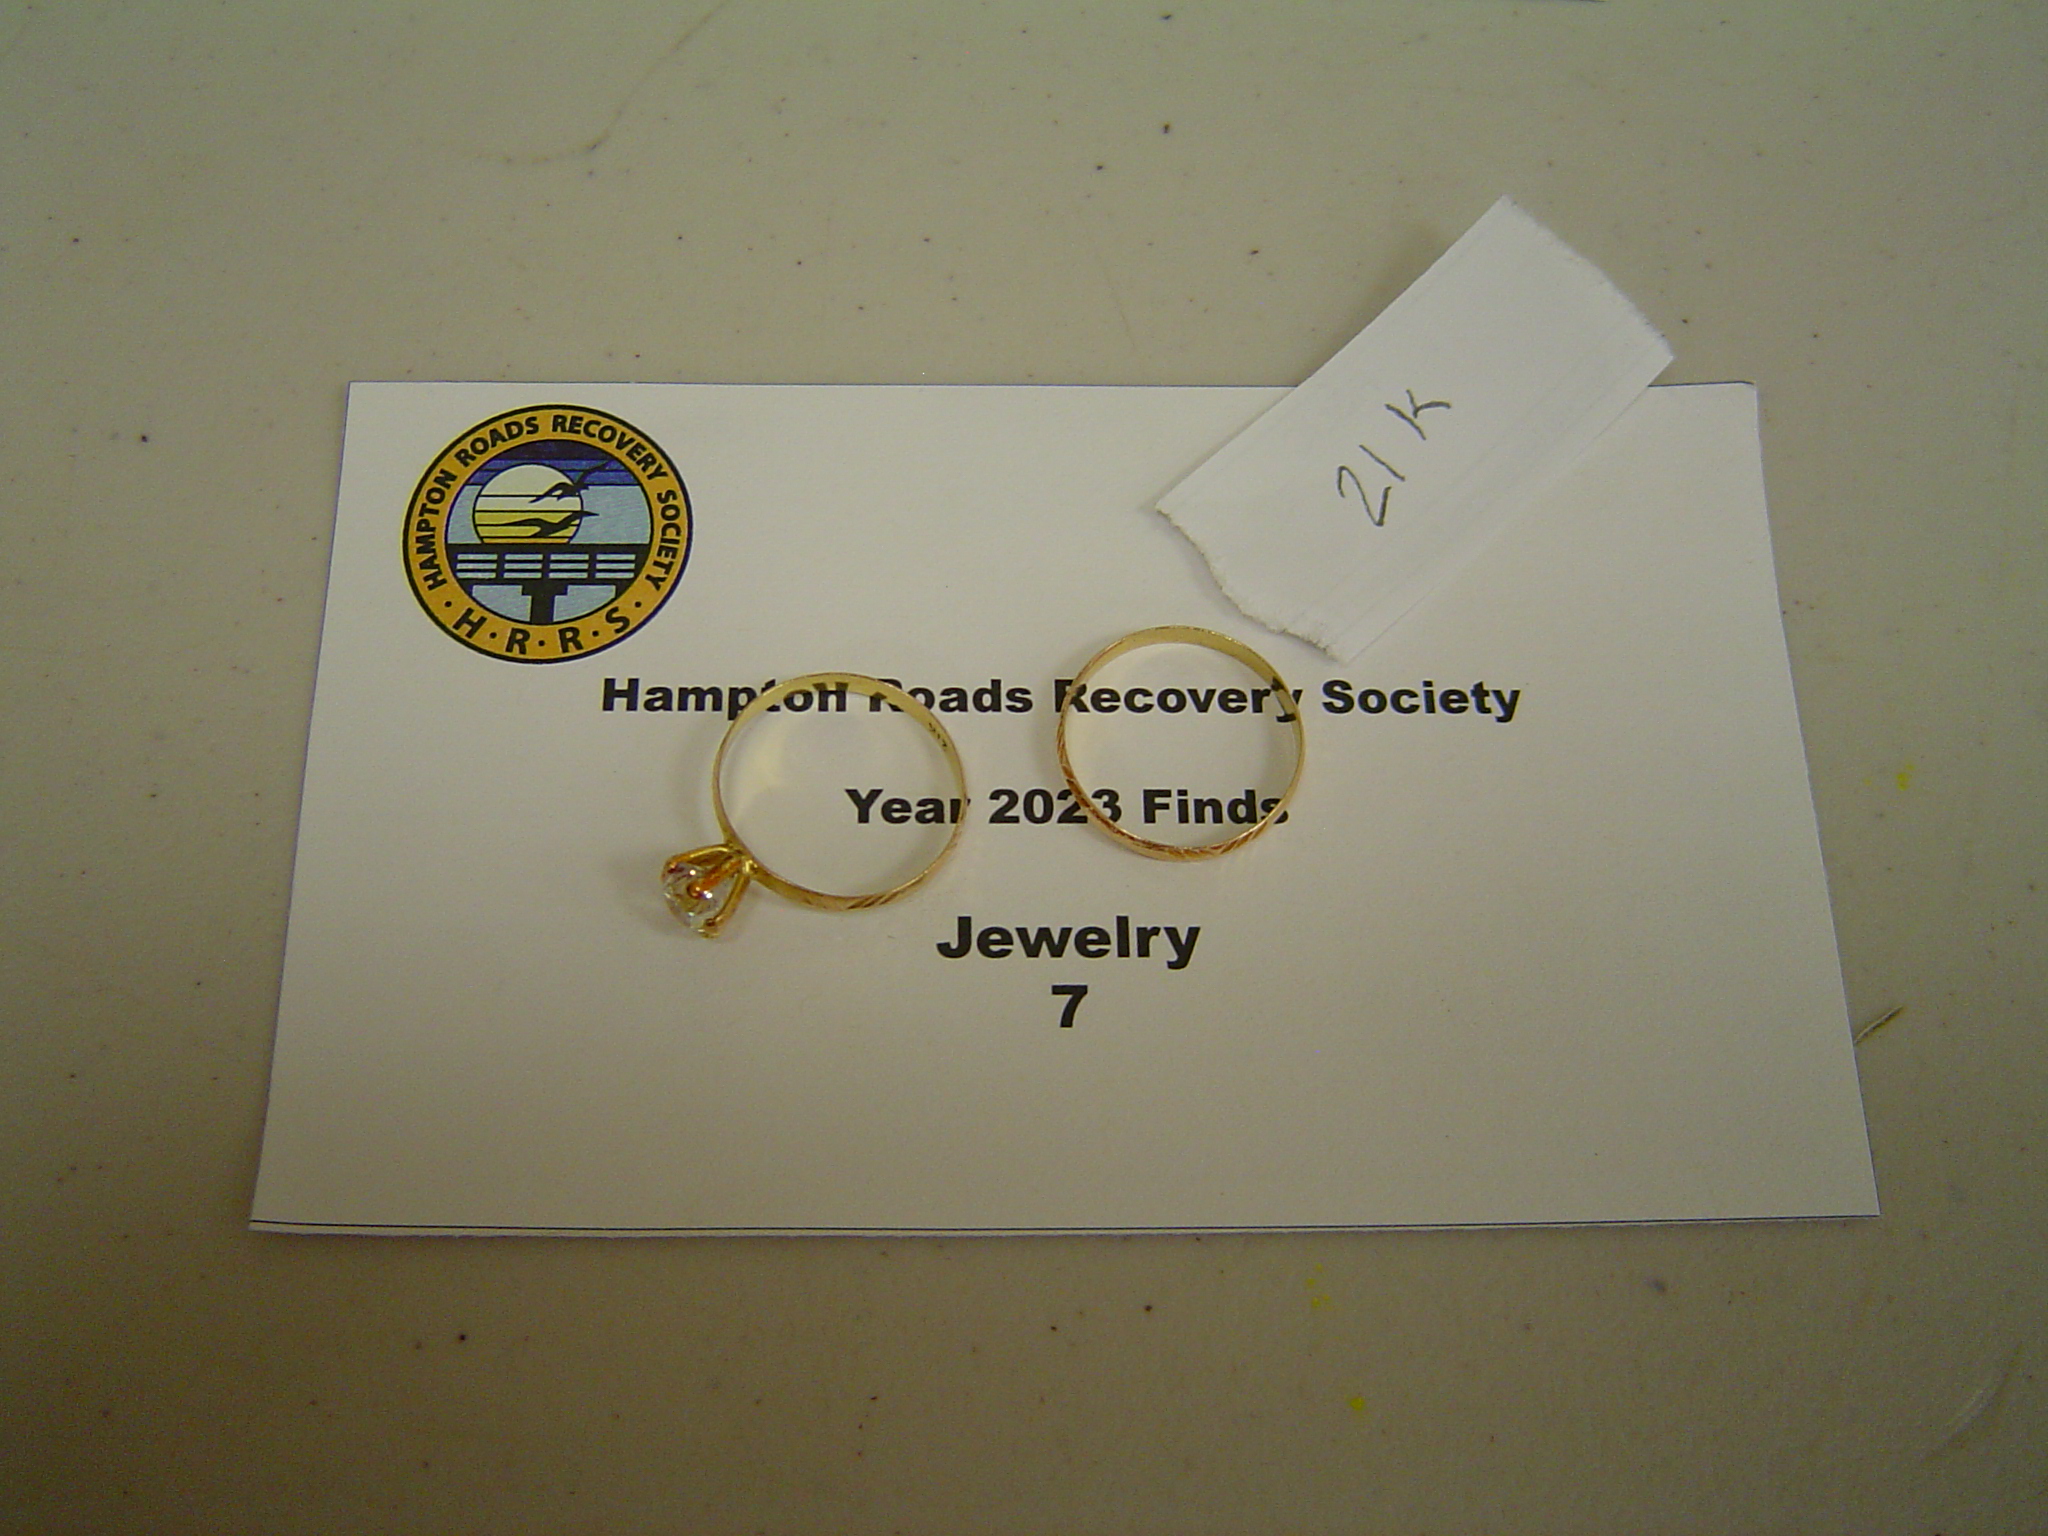 HAMPTON ROADS RECOVERY SOCIETY
· H · R · R · S ·
21K
Hampton Roads Recovery Society
Year 2023 Finds
Jewelry
7